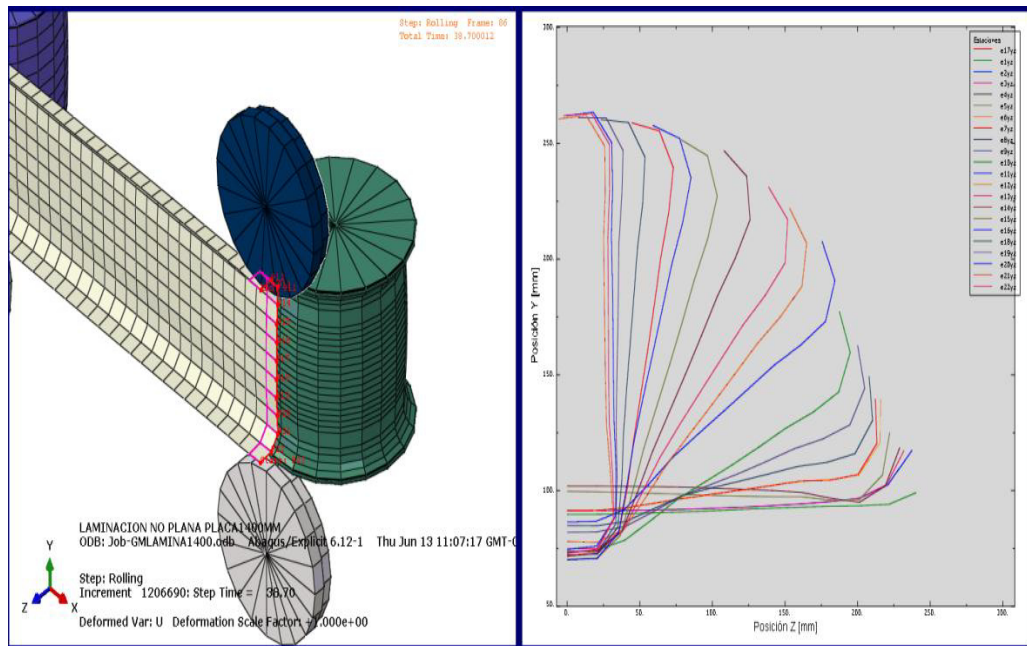 Step: Rolling Frame: 86
Total Time: 38.700012
LAMINACION NO PLANA PLACA1400MM
ODB: Job-GMLAMINA1400.odb Abaqus/Explicit 6.12-1 Thu Jun 13 11:07:17 GMT-0
Step: Rolling
Increment 1206690: Step Time = 38.70
Deformed Var: U Deformation Scale Factor: +1.000e+00
Y
Z
X
300.
250.
200.
150.
100.
50.
Posición Y [mm]
0.
50.
100.
150.
200.
250.
300.
Posición Z [mm]
Estaciones
e17yz
e1yz
e2yz
e3yz
e4yz
e5yz
e6yz
e7yz
e8yz
e9yz
e10yz
e11yz
e12yz
e13yz
e14yz
e15yz
e16yz
e18yz
e19yz
e20yz
e21yz
e22yz